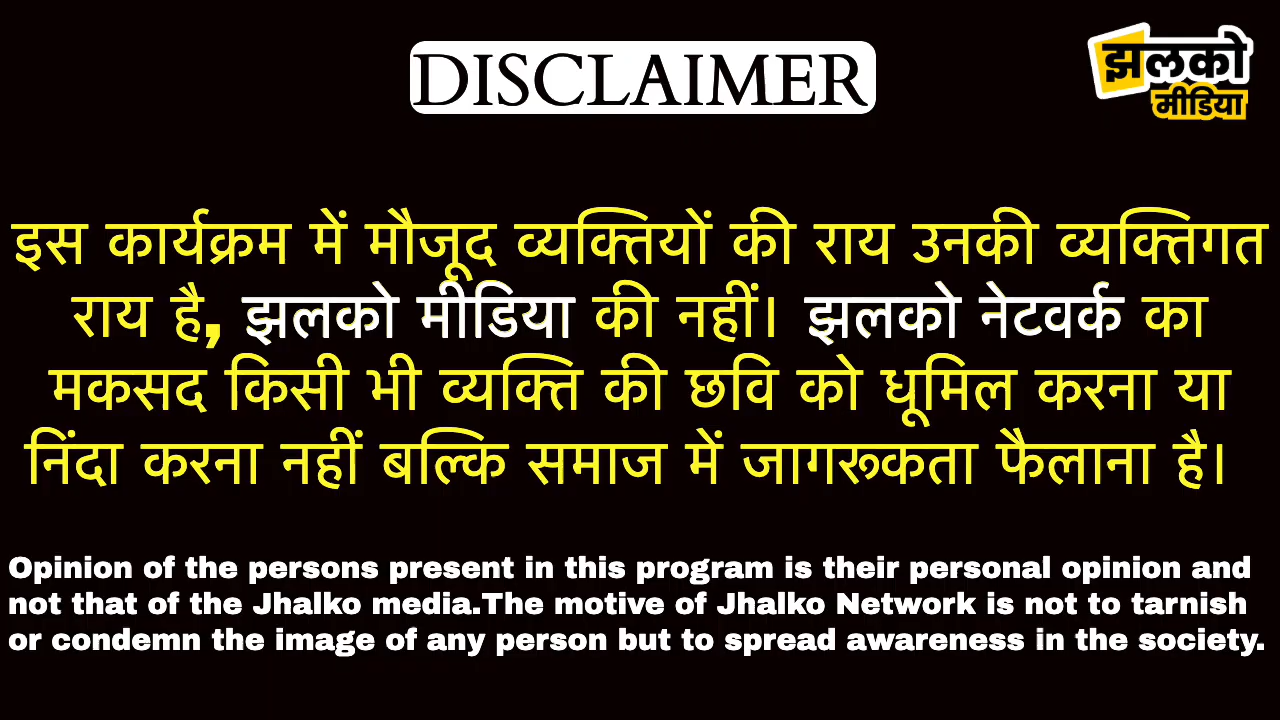 DISCLAIMER
झलको
मीडिया
इस कार्यक्रम में मौजूद व्यक्तियों की राय उनकी व्यक्तिगत
राय है, झलको मीडिया की नहीं। झलको नेटवर्क का
मकसद किसी भी व्यक्ति की छवि को धूमिल करना या
निंदा करना नहीं बल्कि समाज में जागरूकता फैलाना है।
Opinion of the persons present in this program is their personal opinion and
not that of the Jhalko media.The motive of Jhalko Network is not to tarnish
or condemn the image of any person but to spread awareness in the society.